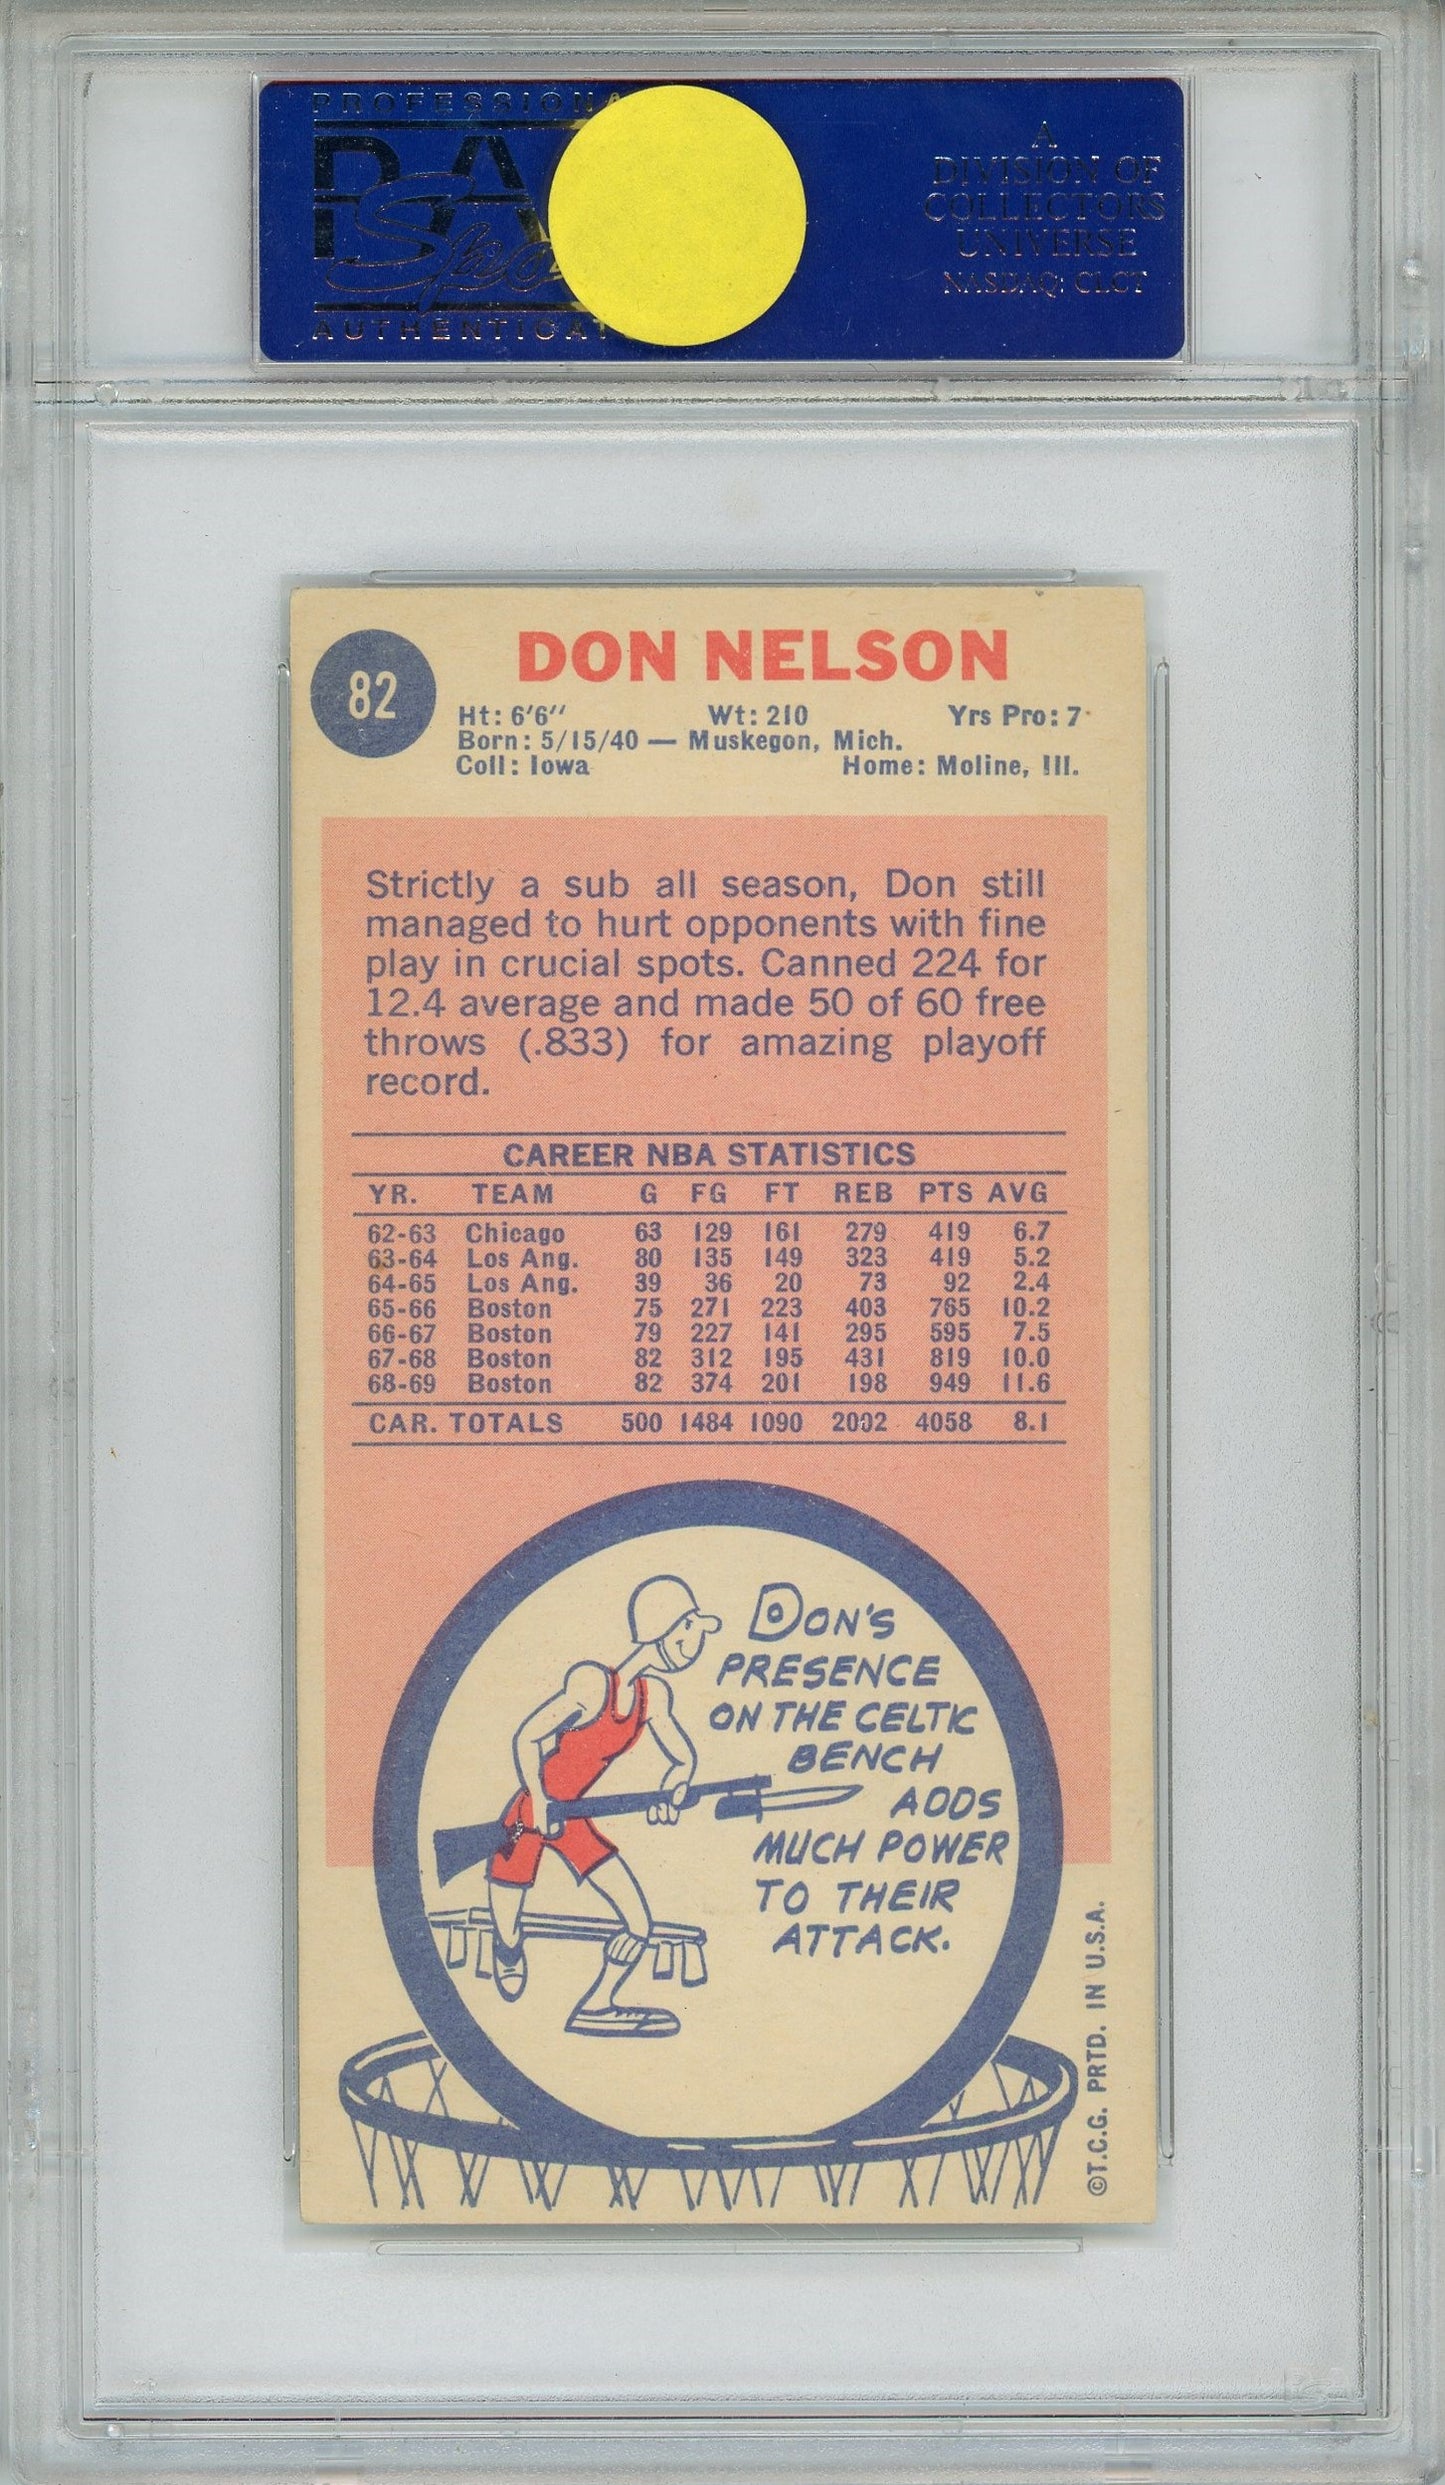 PROFESSIONA
PSA
AUTHENTICAT
A
DIVISION OF
COLLECTORS
UNIVERSE
NASDAQ: CLCT
82
DON NELSON
Ht: 6'6" Wt: 210 Yrs Pro: 7
Born: 5/15/40 — Muskegon, Mich.
Coll: Iowa Home: Moline, Ill.
Strictly a sub all season, Don still
managed to hurt opponents with fine
play in crucial spots. Canned 224 for
12.4 average and made 50 of 60 free
throws (.833) for amazing playoff
record.
CAREER NBA STATISTICS
YR. TEAM G FG FT REB PTS AVG
62-63 Chicago 63 129 161 279 419 6.7
63-64 Los Ang. 80 135 149 323 419 5.2
64-65 Los Ang. 39 36 20 73 92 2.4
65-66 Boston 75 271 223 403 765 10.2
66-67 Boston 79 227 141 295 595 7.5
67-68 Boston 82 312 195 431 819 10.0
68-69 Boston 82 374 201 198 949 11.6
CAR. TOTALS 500 1484 1090 2002 4058 8.1
DON'S
PRESENCE
ON THE CELTIC
BENCH
ADDS
MUCH POWER
TO THEIR
ATTACK.
©T.C.G. PRTD. IN U.S.A.